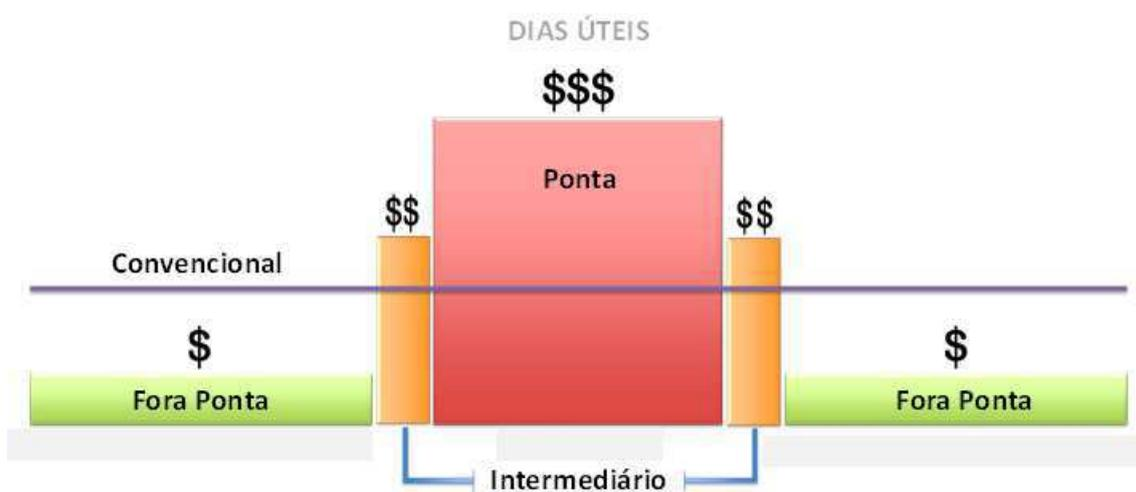 DIAS ÚTEIS
$$$
Ponta
$$
$$
Convencional
$
$
Fora Ponta
Fora Ponta
Intermediário